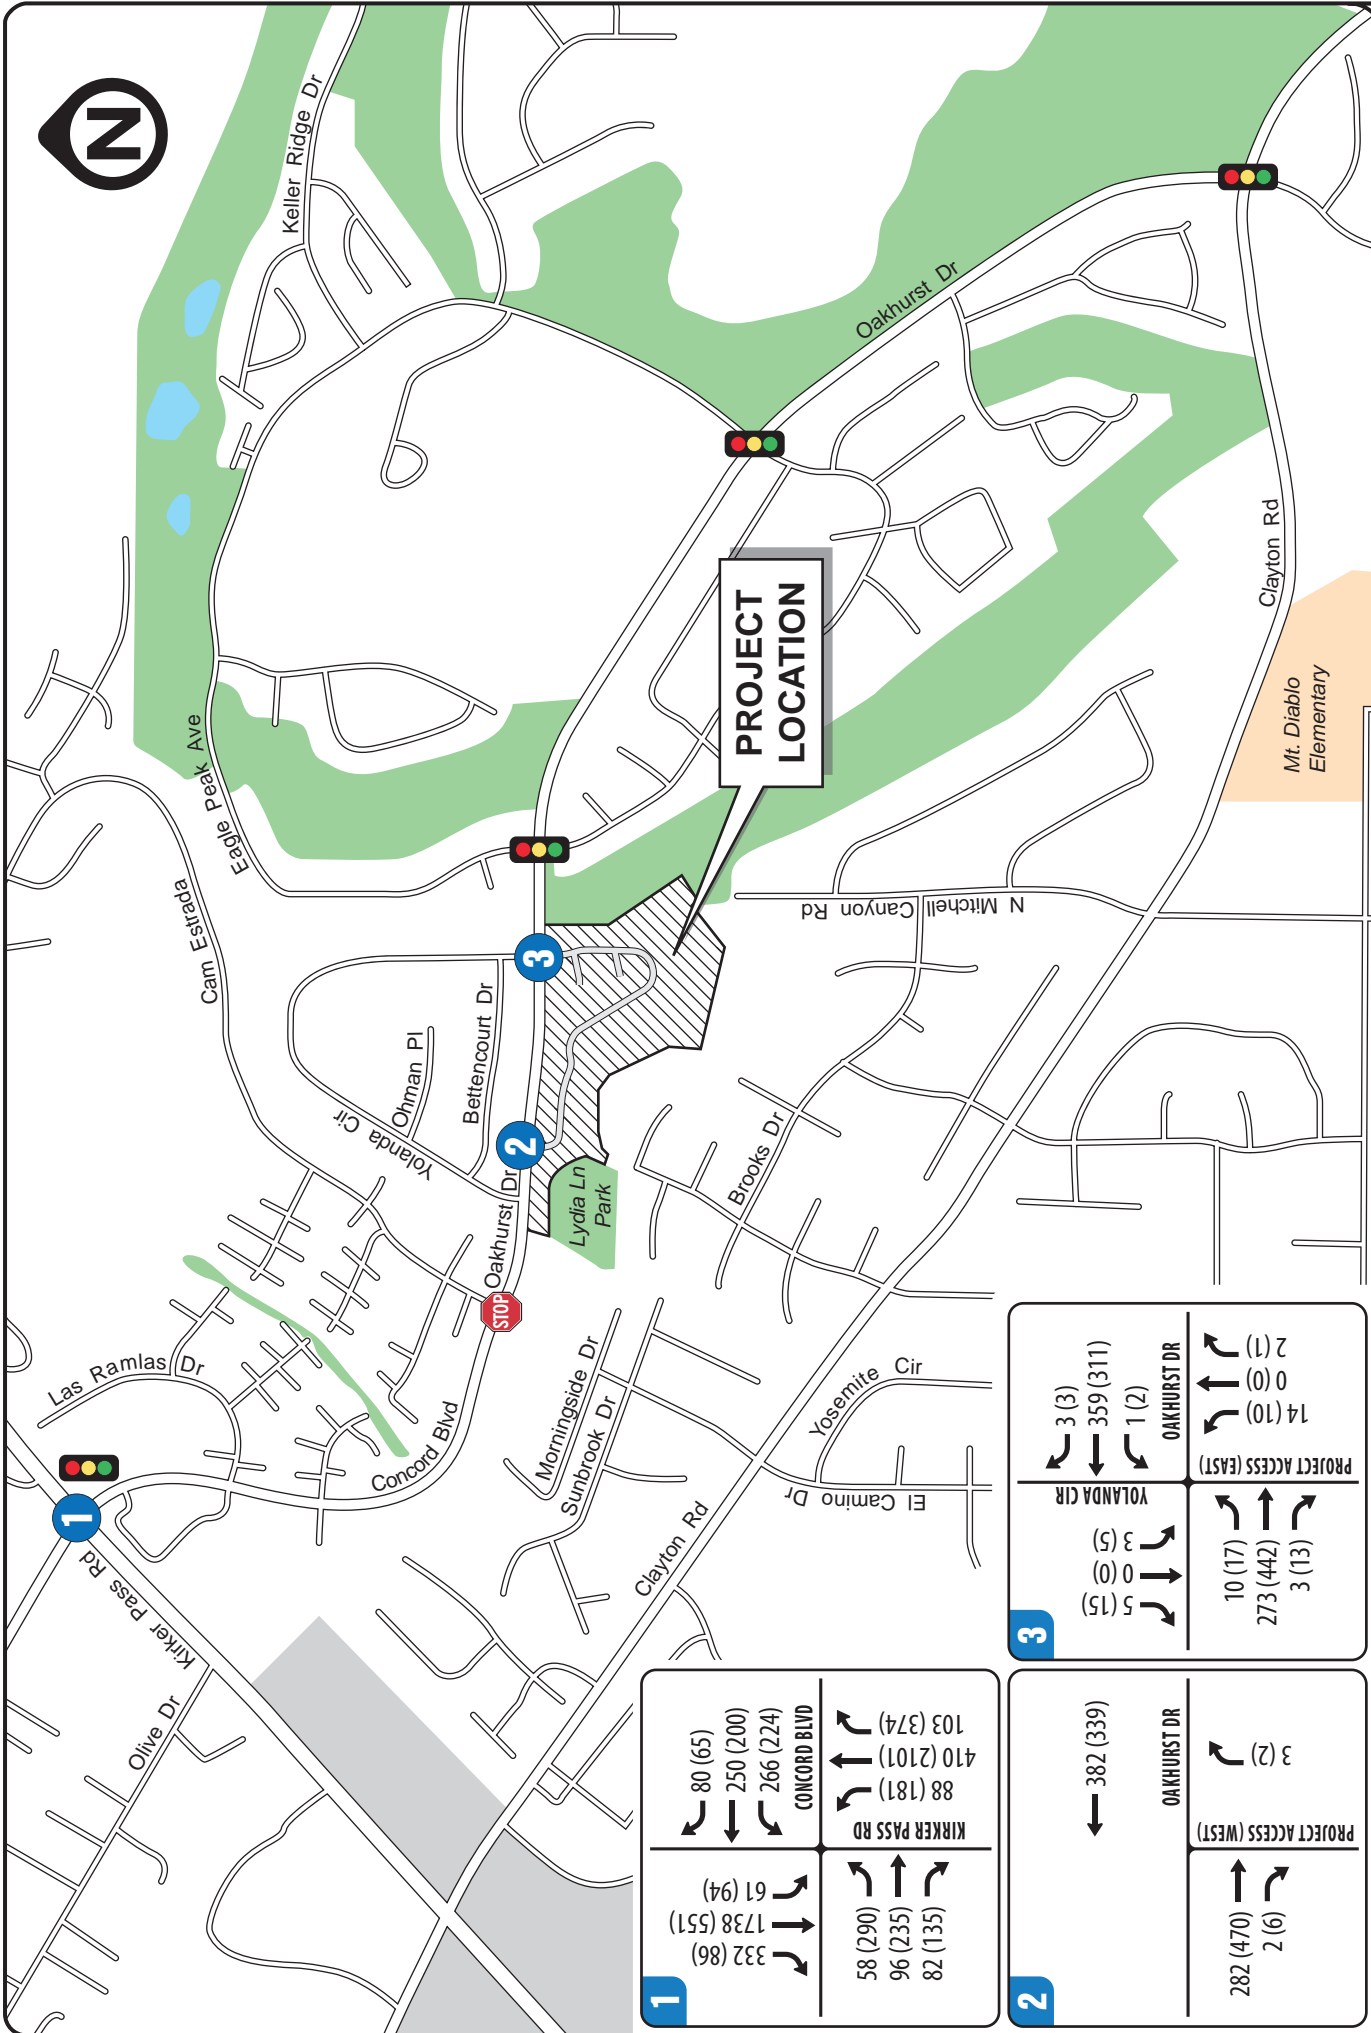 N
Keller Ridge Dr
Eagle Peak Ave
Cam Estrada
Oakhurst Dr
Clayton Rd
Mt. Diablo
Elementary
PROJECT
LOCATION
N Mitchell Canyon Rd
3
2
Bettencourt Dr
Ohman Pl
Yolanda Cir
Oakhurst Dr
STOP
Lydia Ln
Park
Brooks Dr
Las Ramlas Dr
1
Kirker Pass Rd
Concord Blvd
Morningside Dr
Sunbrook Dr
Yosemite Cir
El Camino Dr
Clayton Rd
Olive Dr
1
332 (86)
1738 (551)
61 (94)
80 (65)
250 (200)
266 (224)
CONCORD BLVD
KIRKER PASS RD
58 (290)
96 (235)
82 (135)
88 (181)
410 (2101)
103 (374)
2
382 (339)
OAKHURST DR
PROJECT ACCESS (WEST)
282 (470)
2 (6)
3 (2)
3
5 (15)
0 (0)
3 (5)
YOLANDA CIR
3 (3)
359 (311)
1 (2)
OAKHURST DR
PROJECT ACCESS (EAST)
10 (17)
273 (442)
3 (13)
14 (10)
0 (0)
2 (1)